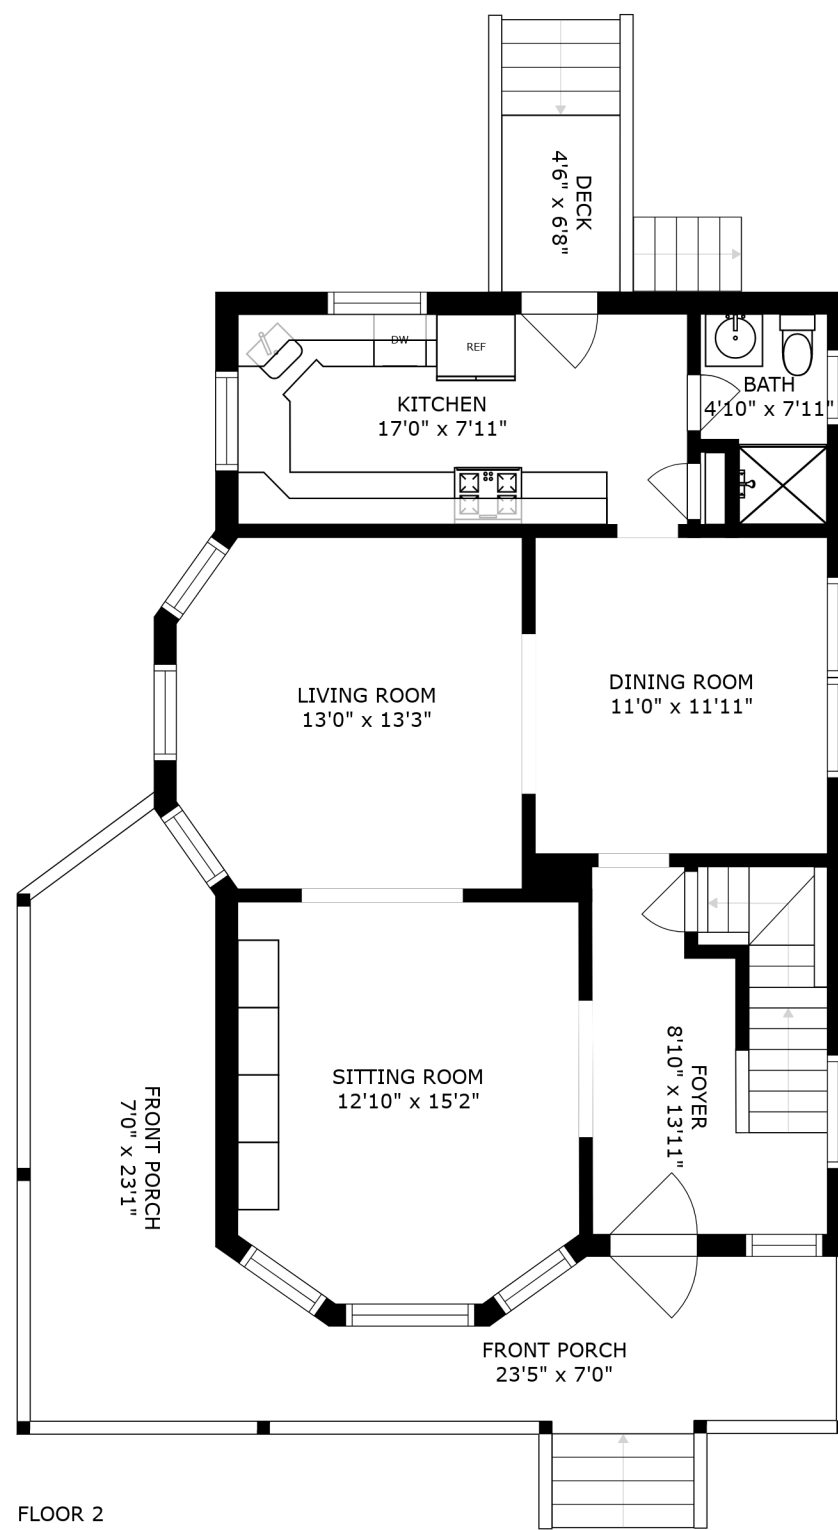 DECK
4'6" x 6'8"
DW
REF
BATH
4'10" x 7'11"
KITCHEN
17'0" x 7'11"
LIVING ROOM
13'0" x 13'3"
DINING ROOM
11'0" x 11'11"
SITTING ROOM
12'10" x 15'2"
FOYER
8'10" x 13'11"
FRONT PORCH
7'0" x 23'1"
FRONT PORCH
23'5" x 7'0"
FLOOR 2